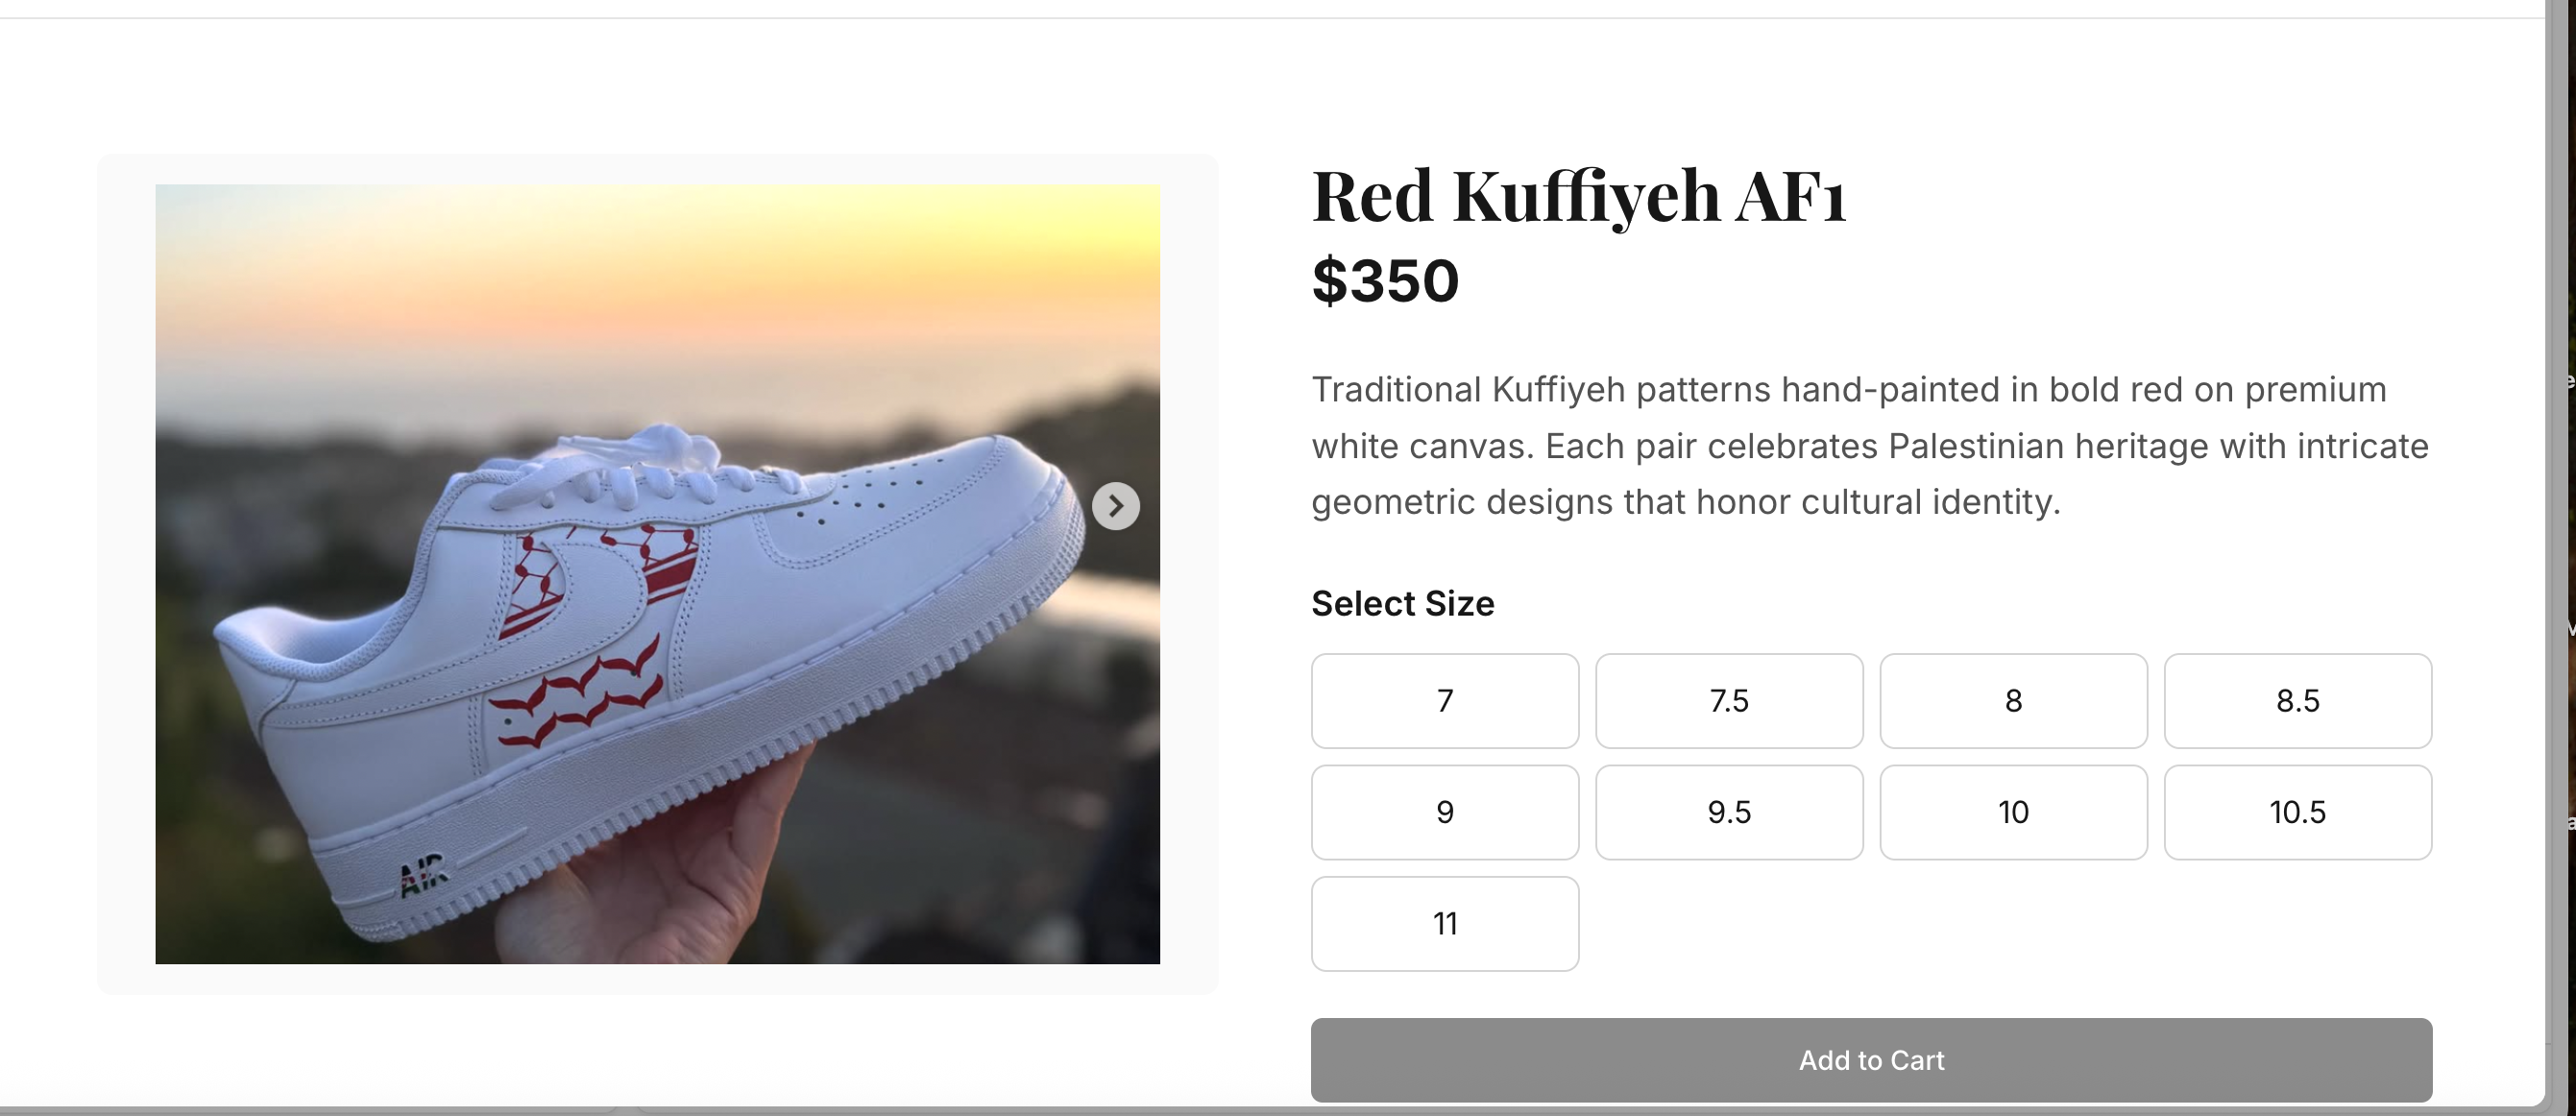 Red Kuffiyeh AF1
$350
Traditional Kuffiyeh patterns hand-painted in bold red on premium
white canvas. Each pair celebrates Palestinian heritage with intricate
geometric designs that honor cultural identity.
Select Size
7
7.5
8
8.5
9
9.5
10
10.5
11
AIR
Add to Cart